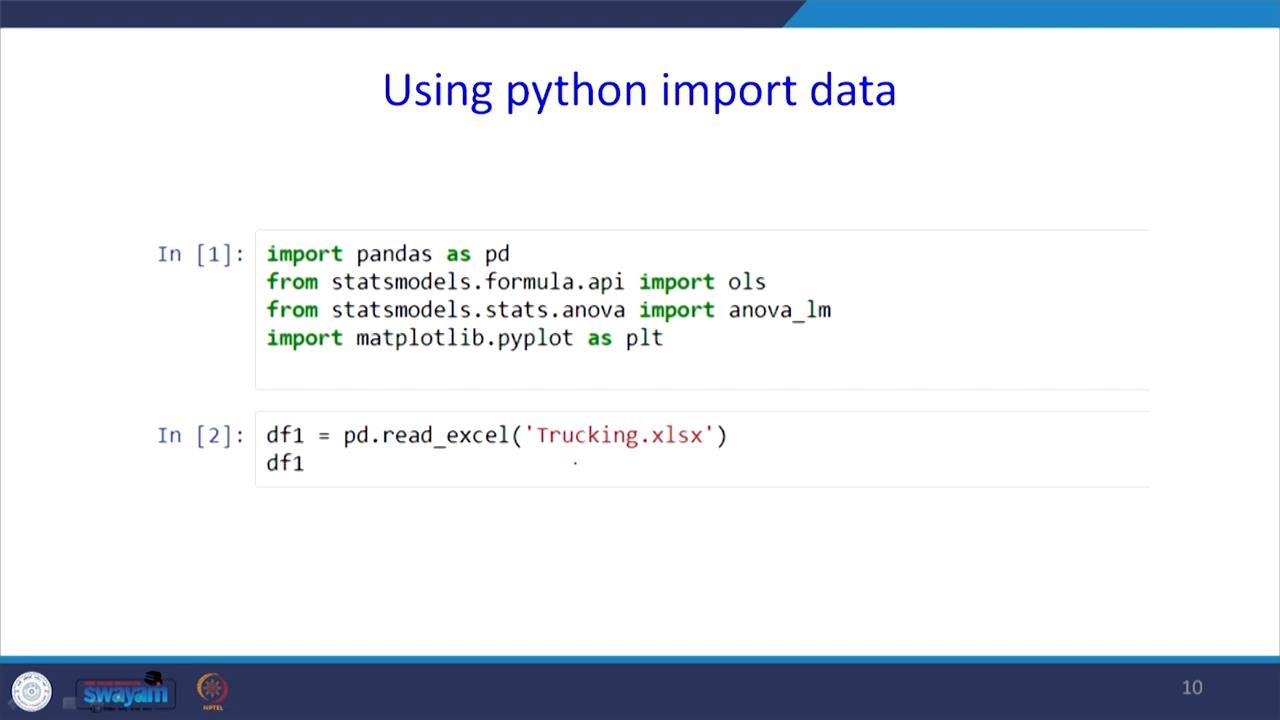 Using python import data
In [1]:
import pandas as pd
from statsmodels.formula.api import ols
from statsmodels.stats.anova import anova_lm
import matplotlib.pyplot as plt
In [2]:
df1 = pd.read_excel('Trucking.xlsx')
df1
swayam
NPTEL
10